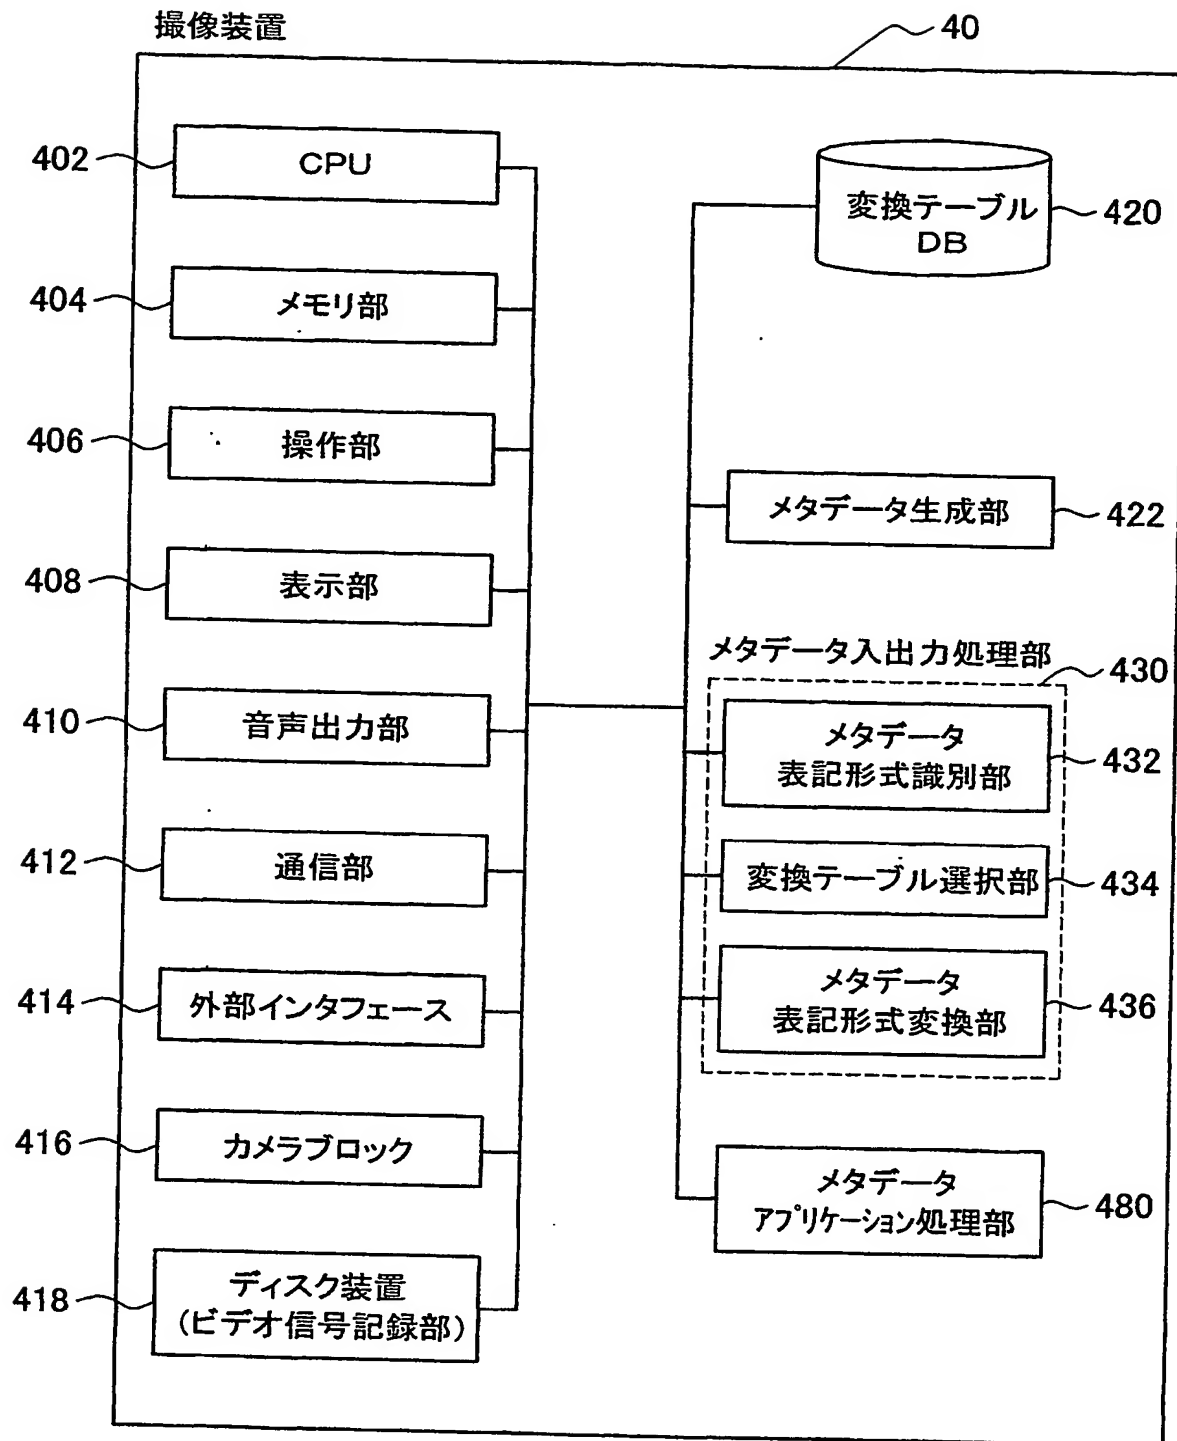 撮像装置
40
402
CPU
404
メモリ部
406
操作部
408
表示部
410
音声出力部
412
通信部
414
外部インタフェース
416
カメラブロック
418
ディスク装置
(ビデオ信号記録部)
変換テーブル
DB
420
メタデータ生成部
422
メタデータ入出力処理部
430
メタデータ
表記形式識別部
432
変換テーブル選択部
434
メタデータ
表記形式変換部
436
メタデータ
アプリケーション処理部
480